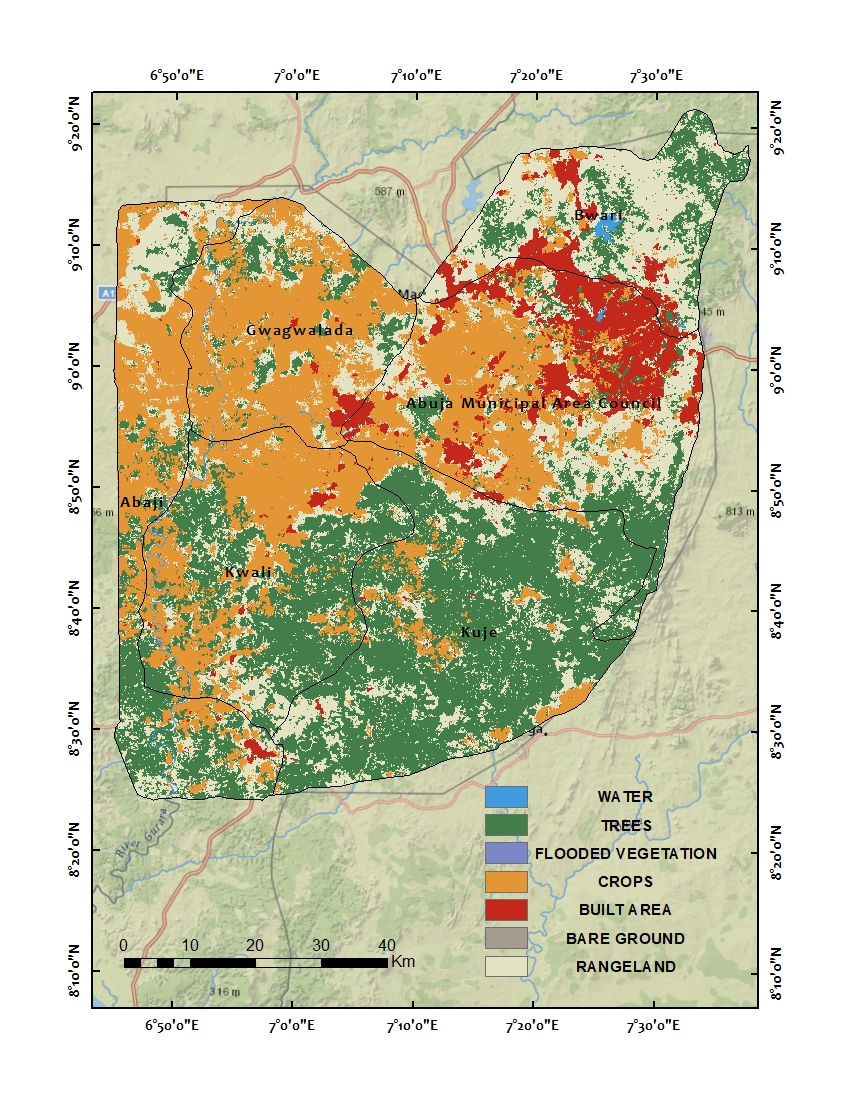 6°50'0"E 7°0'0"E 7°10'0"E 7°20'0"E 7°30'0"E
9°20'0"N 9°20'0"N
587 m
Bwari
9°10'0"N 9°10'0"N
A1
45 m
Gwagwalada
9°0'0"N 9°0'0"N
Abuja Municipal Area Council
8°50'0"N 8°50'0"N
Abaji
6 m
813 m
Kwali
8°40'0"N 8°40'0"N
Kuje
8°30'0"N 8°30'0"N
WATER
TREES
River Gurara
8°20'0"N 8°20'0"N
FLOODED VEGETATION
CROPS
BUILT AREA
BARE GROUND
0 10 20 30 40
Km
RANGELAND
8°10'0"N 8°10'0"N
316 m
6°50'0"E 7°0'0"E 7°10'0"E 7°20'0"E 7°30'0"E